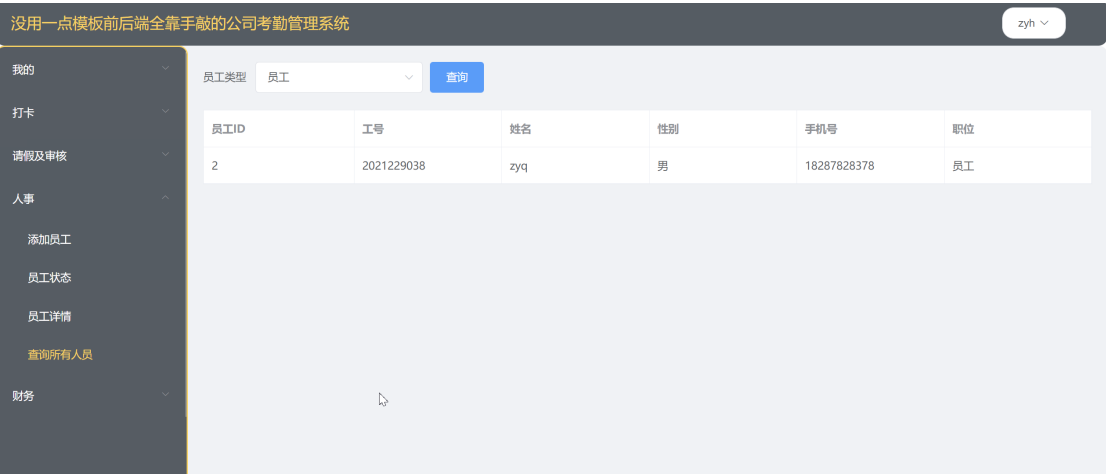 没用一点模板前后端全靠手敲的公司考勤管理系统
zyh
我的
打卡
请假及审核
人事
添加员工
员工状态
员工详情
查询所有人员
财务
员工类型 员工 查询
员工ID 工号 姓名 性别 手机号 职位
2 2021229038 zyq 男 18287828378 员工